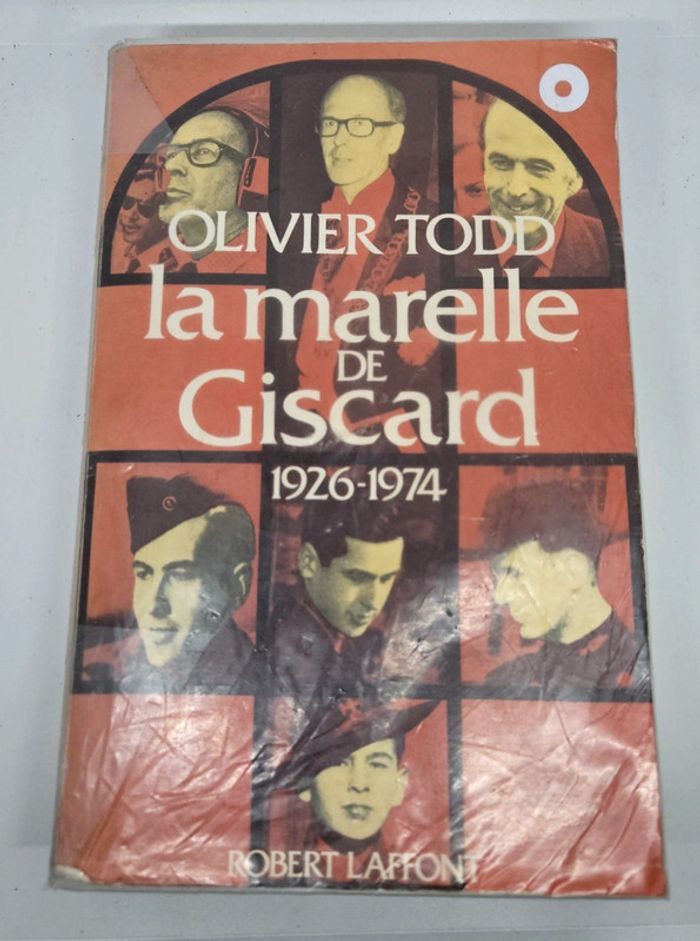 OLIVIER TODD
la marelle
DE
Giscard
1926-1974
ROBERT LAFFONT